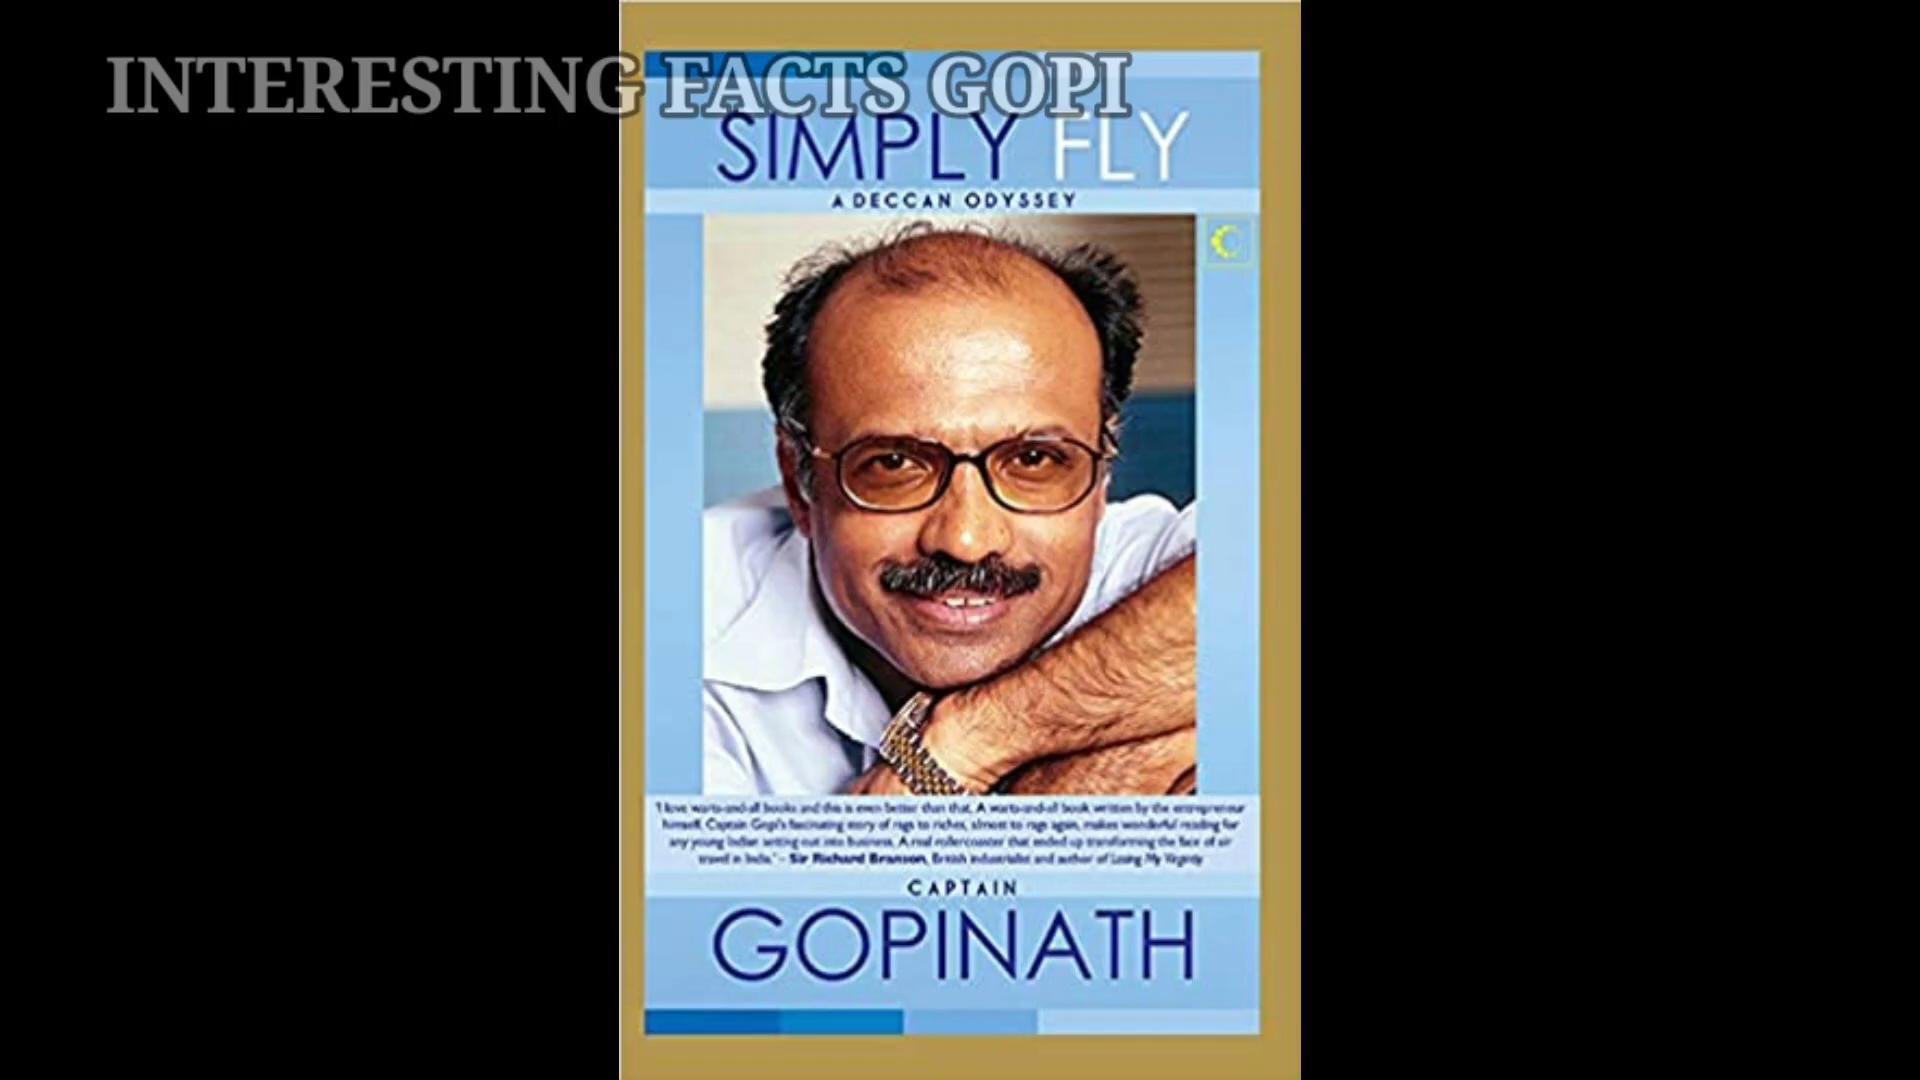 INTERESTING FACTS GOPI
SIMPLY FLY
A DECCAN ODYSSEY
'I love warts-and-all books and this is even better than that. A warts-and-all book written by the entrepreneur
himself. Captain Gopi's fascinating story of rags to riches, almost to rags again, makes wonderful reading for
any young Indian setting out into business. A real rollercoaster that ended up transforming the face of air
travel in India.' – Sir Richard Branson, British industrialist and author of Losing My Virginity
CAPTAIN
GOPINATH